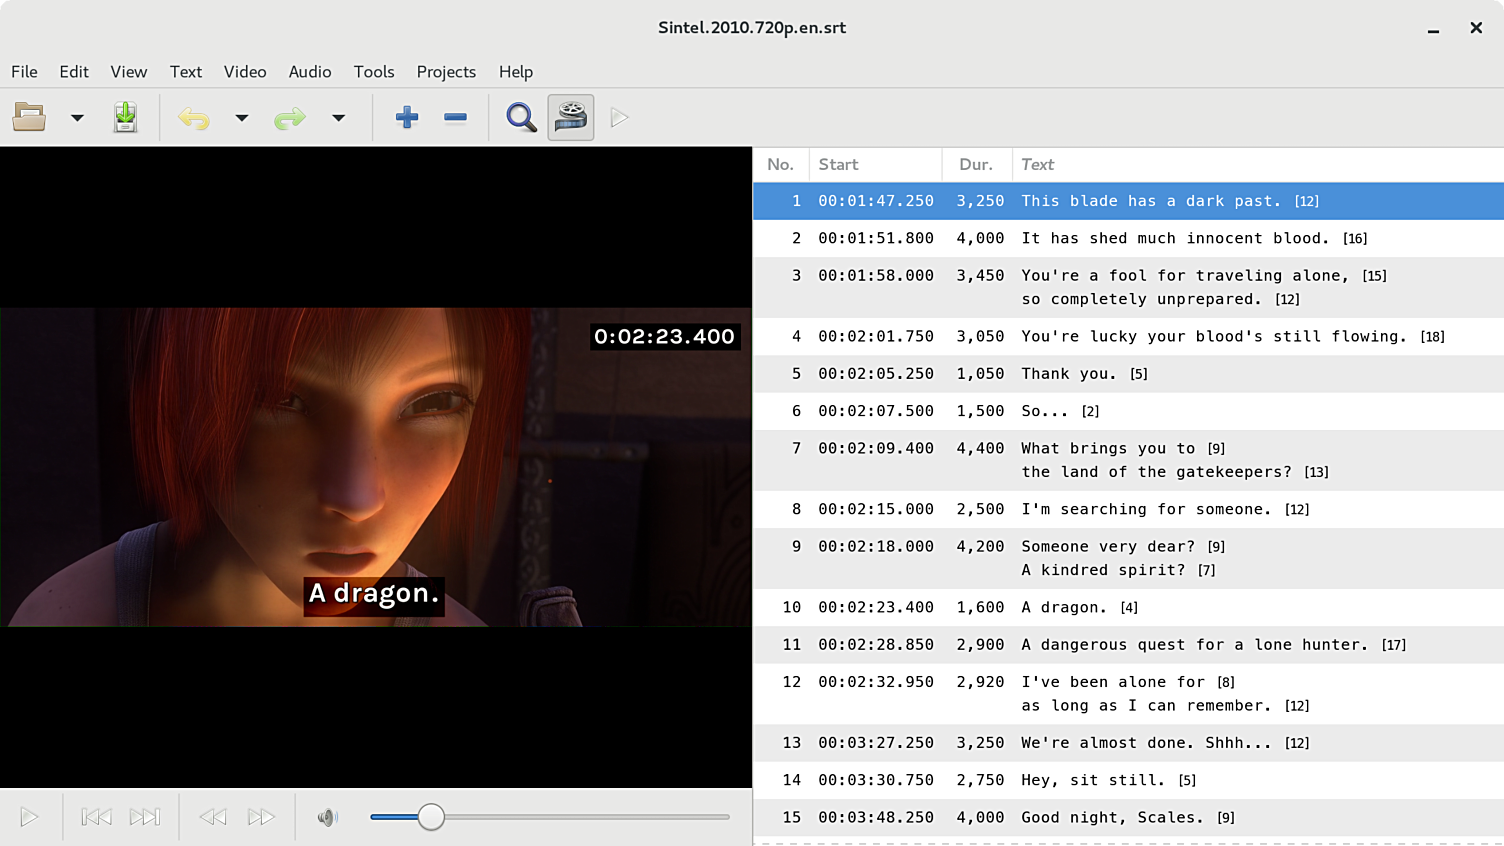 Sintel.2010.720p.en.srt
File Edit View Text Video Audio Tools Projects Help
No. Start Dur. Text
1 00:01:47.250 3,250 This blade has a dark past. [12]
2 00:01:51.800 4,000 It has shed much innocent blood. [16]
3 00:01:58.000 3,450 You're a fool for traveling alone, [15]
so completely unprepared. [12]
4 00:02:01.750 3,050 You're lucky your blood's still flowing. [18]
5 00:02:05.250 1,050 Thank you. [5]
6 00:02:07.500 1,500 So... [2]
7 00:02:09.400 4,400 What brings you to [9]
the land of the gatekeepers? [13]
8 00:02:15.000 2,500 I'm searching for someone. [12]
9 00:02:18.000 4,200 Someone very dear? [9]
A kindred spirit? [7]
10 00:02:23.400 1,600 A dragon. [4]
11 00:02:28.850 2,900 A dangerous quest for a lone hunter. [17]
12 00:02:32.950 2,920 I've been alone for [8]
as long as I can remember. [12]
13 00:03:27.250 3,250 We're almost done. Shhh... [12]
14 00:03:30.750 2,750 Hey, sit still. [5]
15 00:03:48.250 4,000 Good night, Scales. [9]
0:02:23.400
A dragon.